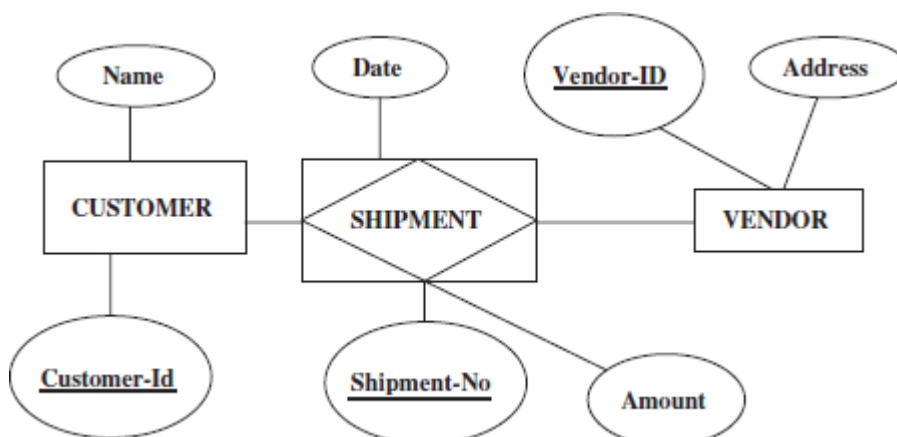 Name
Date
Vendor-ID
Address
CUSTOMER
SHIPMENT
VENDOR
Customer-Id
Shipment-No
Amount